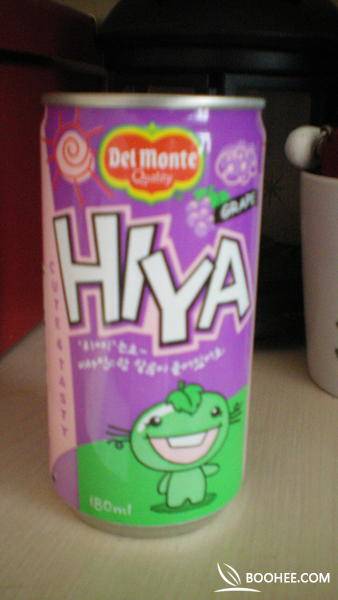 Del Monte
Quality
GRAPE
HIYA
CUTE & TASTY
180ml
BOOHEE.COM